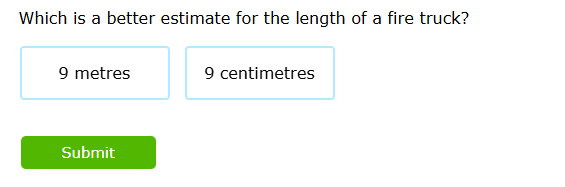 Which is a better estimate for the length of a fire truck?
9 metres
9 centimetres
Submit